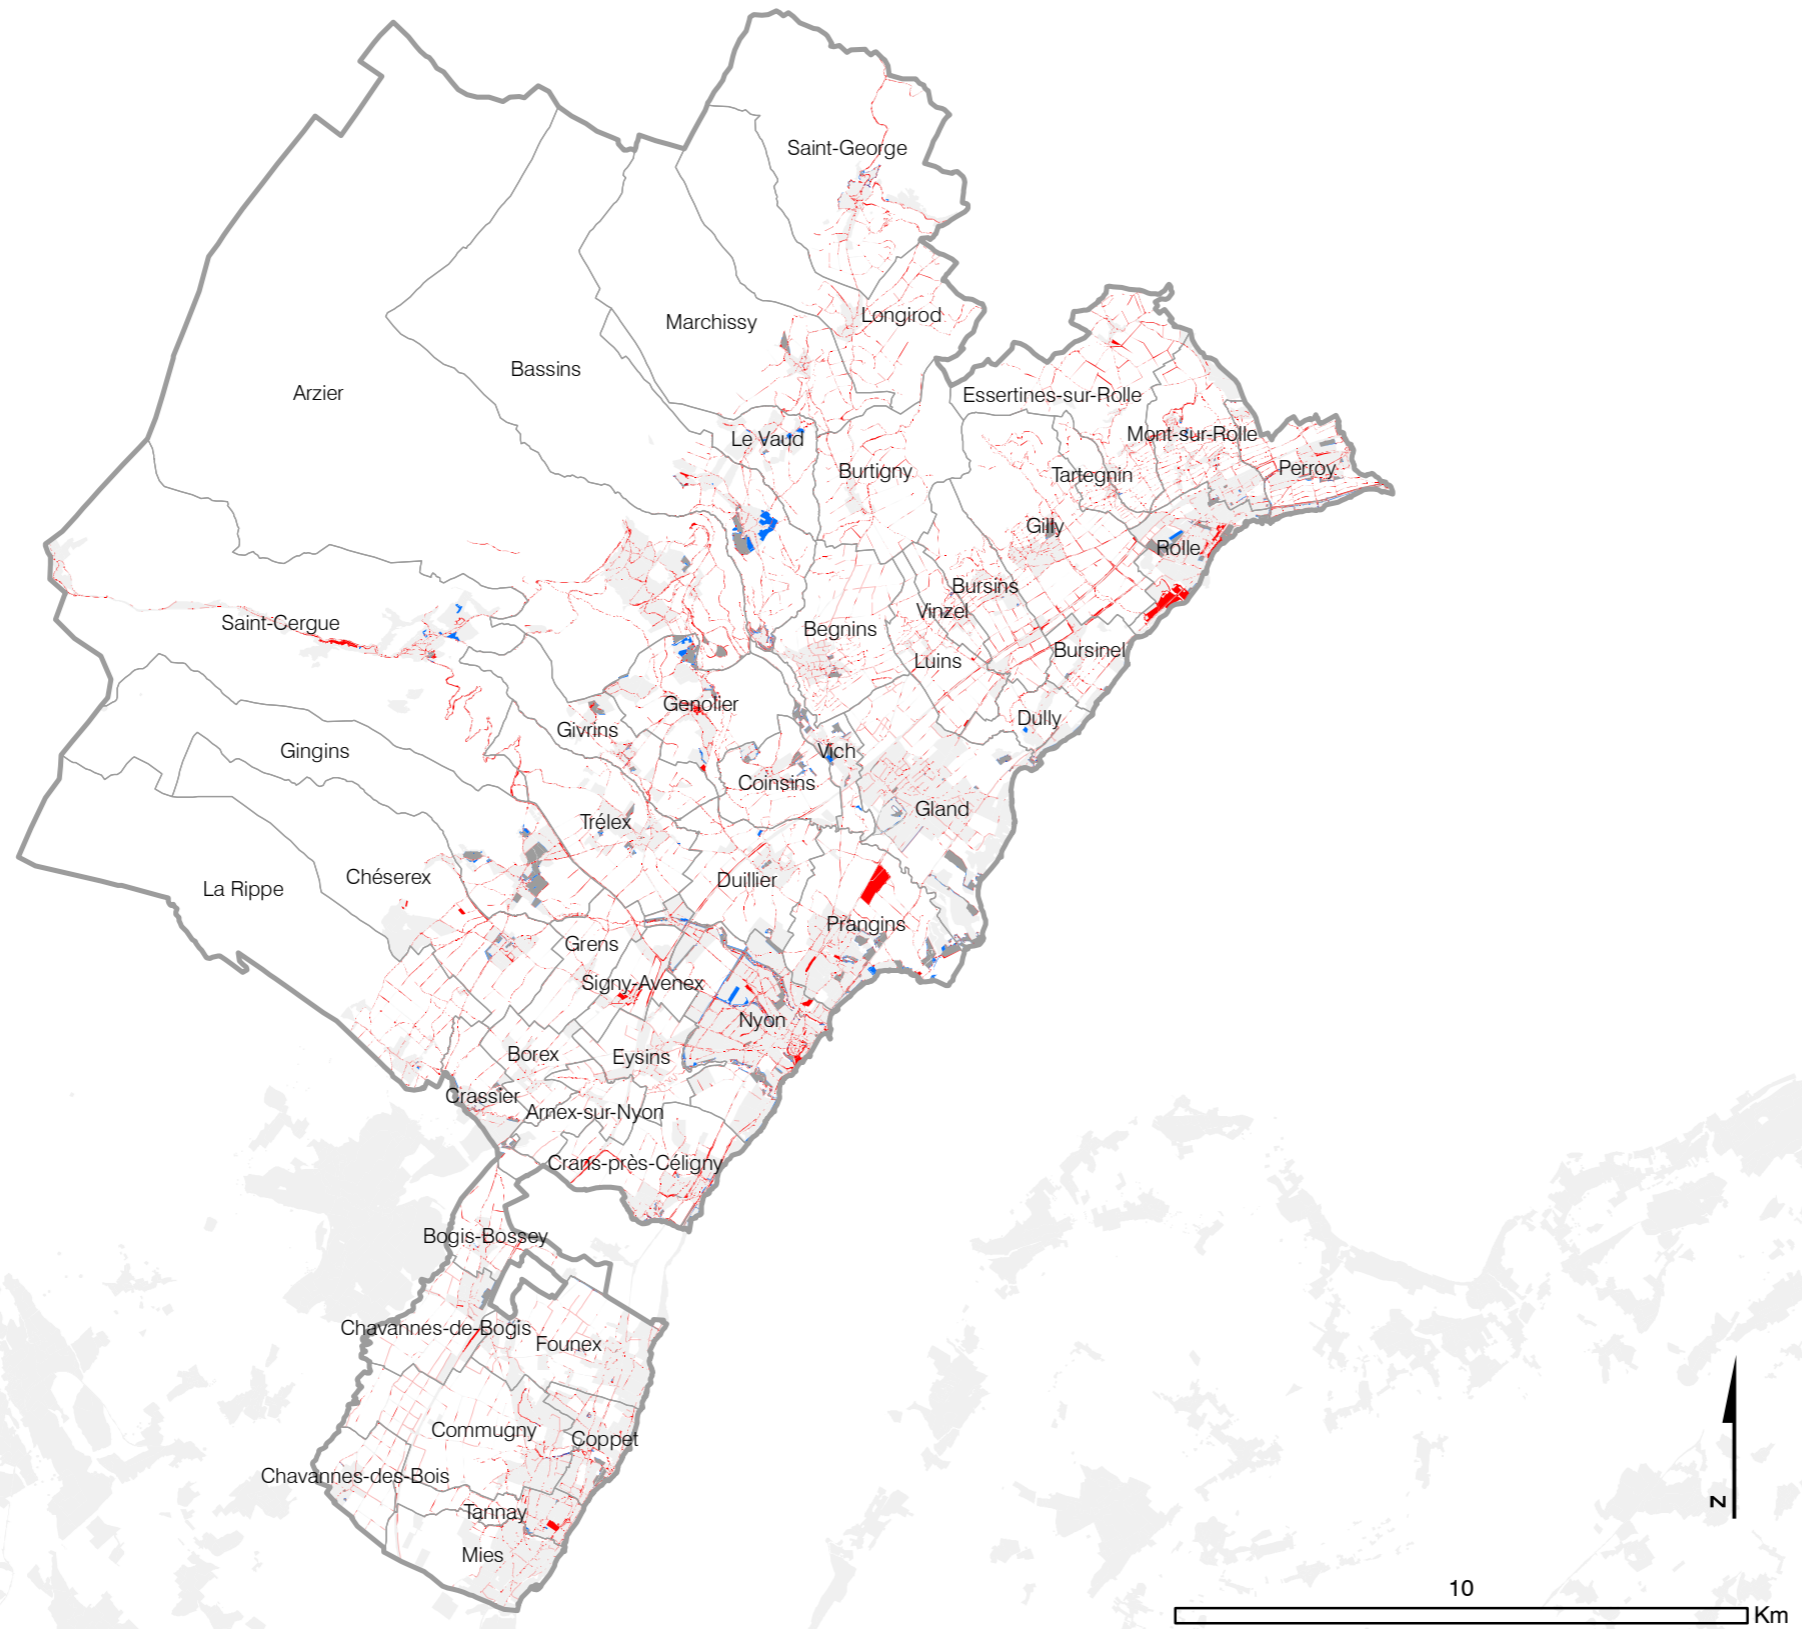 Saint-George
Longirod
Marchissy
Bassins
Arzier
Essertines-sur-Rolle
Mont-sur-Rolle
Le Vaud
Burtigny
Tartegnin
Perroy
Gilly
Rolle
Bursins
Vinzel
Saint-Cergue
Begnins
Luins
Bursinel
Genolier
Dully
Givrins
Gingins
Vich
Coinsins
Gland
Trélex
Chéserex
La Rippe
Duillier
Prangins
Grens
Signy-Avenex
Nyon
Borex
Eysins
Crassier
Arnex-sur-Nyon
Crans-près-Céligny
Bogis-Bossey
Chavannes-de-Bogis
Founex
Commugny
Coppet
Chavannes-des-Bois
Tannay
Mies
N
10
Km